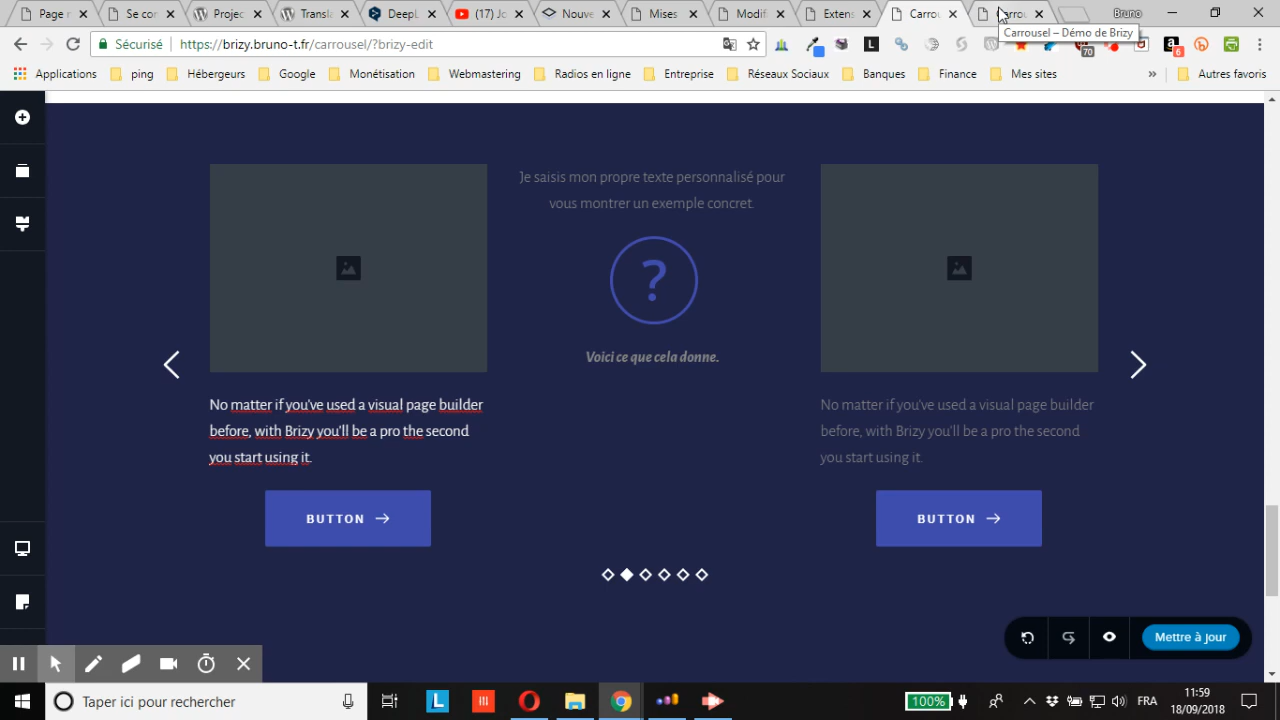 Page r
Se co
Proje
Transl
DeepL
(17) Jo
Nouve
Mises
Modifi
Extens
Carrou
Bruno
Carrousel – Démo de Brizy
Sécurisé
https://brizy.bruno-t.fr/carrousel/?brizy-edit
70
6
Applications
ping
Hébergeurs
Google
Monétisation
Webmastering
Radios en ligne
Entreprise
Réseaux Sociaux
Banques
Finance
Mes sites
»
Autres favoris
Je saisis mon propre texte personnalisé pour
vous montrer un exemple concret.
?
Voici ce que cela donne.
No matter if you've used a visual page builder
before, with Brizy you'll be a pro the second
you start using it.
BUTTON
No matter if you've used a visual page builder
before, with Brizy you'll be a pro the second
you start using it.
BUTTON
Mettre à jour
Taper ici pour rechercher
100%
FRA
11:59
18/09/2018